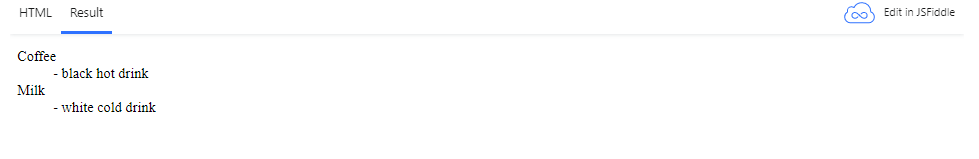 HTML Result Edit in JSFiddle
Coffee
- black hot drink
Milk
- white cold drink